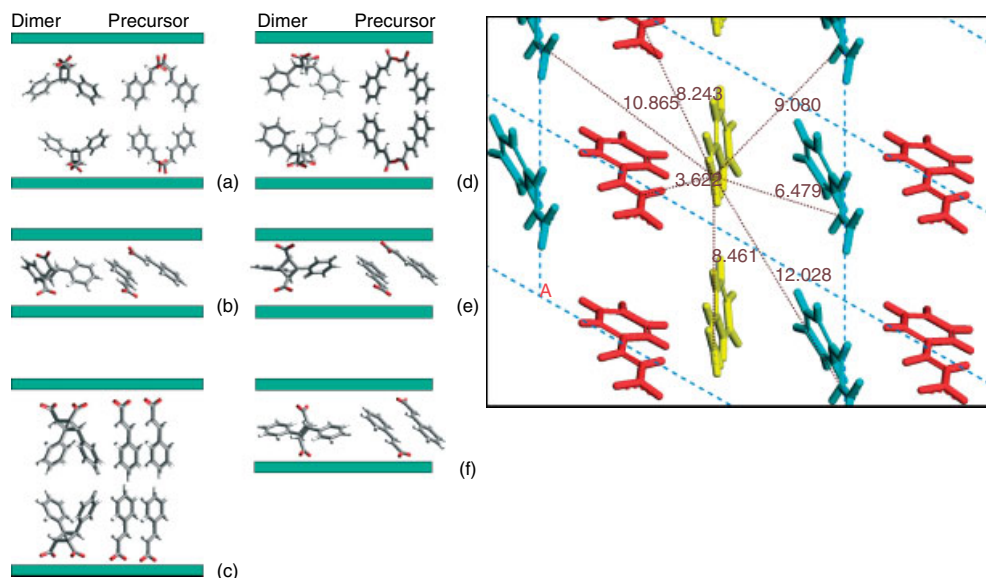 Dimer Precursor
Dimer Precursor
(a)
(b)
(c)
(d)
(e)
(f)
10.865
8.243
9.080
3.622
6.479
8.461
12.028
A